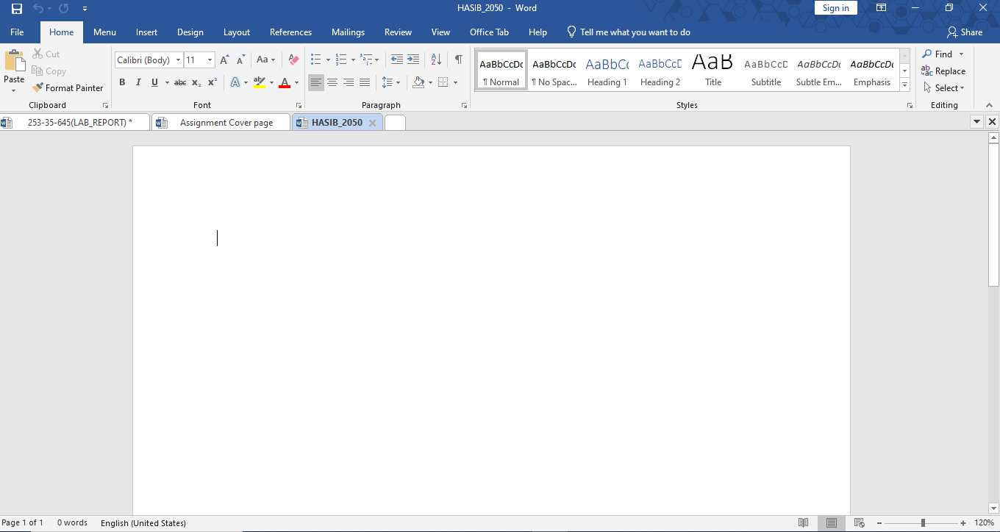 HASIB_2050 - Word
Sign in
File Home Menu Insert Design Layout References Mailings Review View Office Tab Help Tell me what you want to do Share
Paste
Cut
Copy
Format Painter
Clipboard
Calibri (Body) 11
Aa
B I U abc x₂ x² A ab A
Font
Paragraph
AaBbCcDc AaBbCcDc AaBbCc AaBbCcD AaB AaBbCcD AaBbCcDc AaBbCcDc
¶ Normal ¶ No Spac... Heading 1 Heading 2 Title Subtitle Subtle Em... Emphasis
Styles
Find
Replace
Select
Editing
253-35-645(LAB_REPORT) * Assignment Cover page HASIB_2050
Page 1 of 1 0 words English (United States) 120%